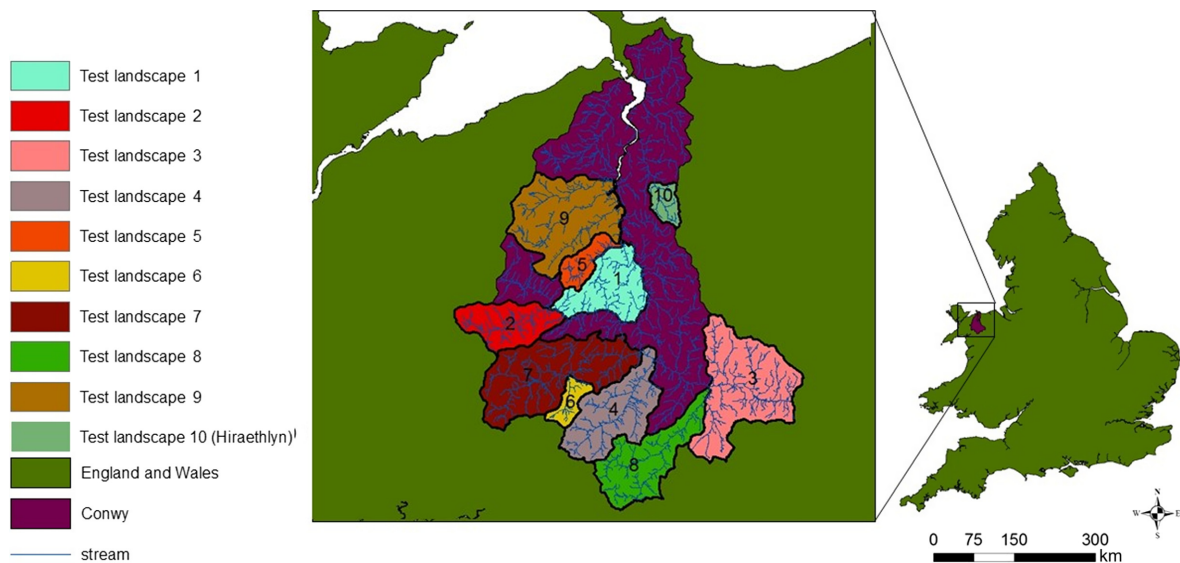 Test landscape 1
Test landscape 2
Test landscape 3
Test landscape 4
Test landscape 5
Test landscape 6
Test landscape 7
Test landscape 8
Test landscape 9
Test landscape 10 (Hiraethlyn)
England and Wales
Conwy
stream
10
9
5
1
2
3
7
6
4
8
N
W E
S
0 75 150 300
km